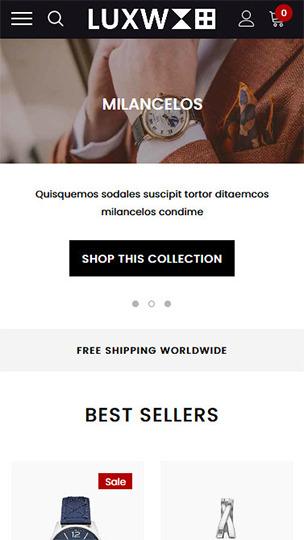 LUXW
0
MILANCELOS
Quisquemos sodales suscipit tortor ditaemcos
milancelos condime
SHOP THIS COLLECTION
FREE SHIPPING WORLDWIDE
BEST SELLERS
Sale